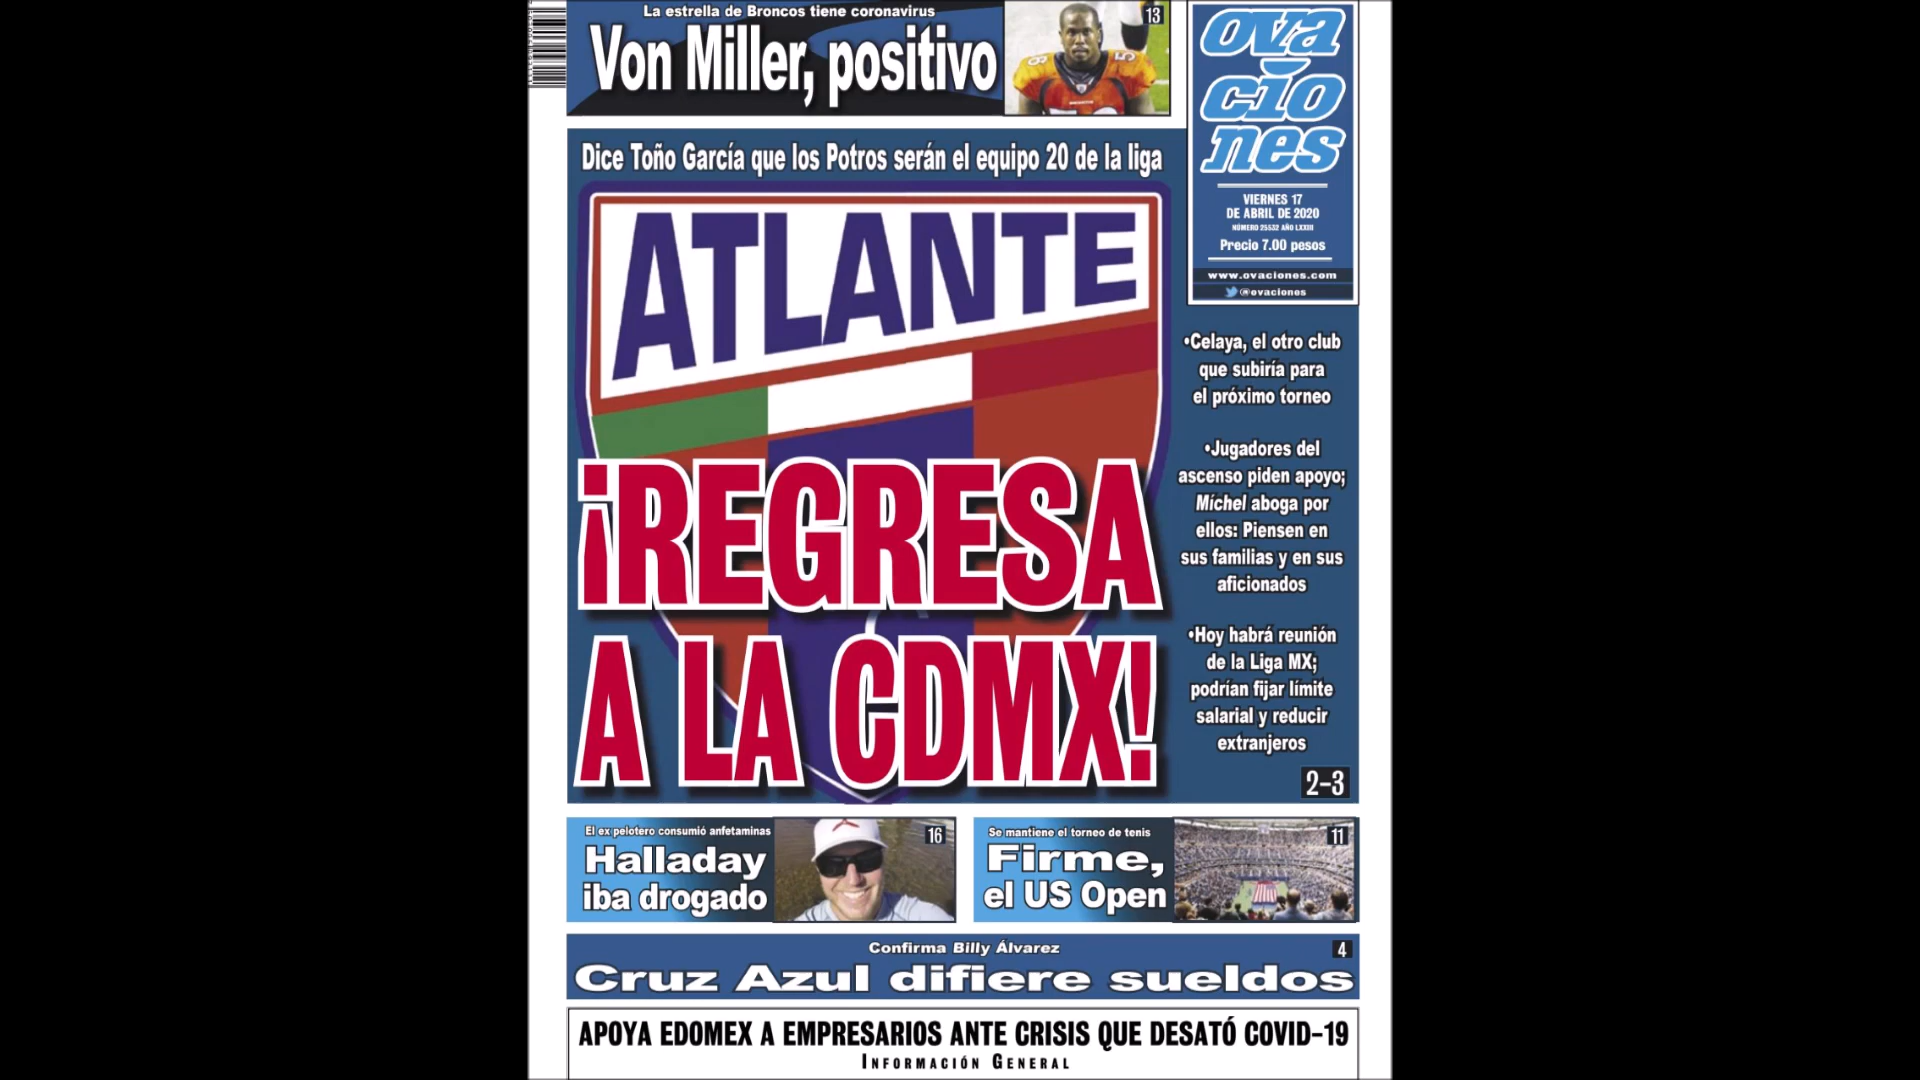 La estrella de Broncos tiene coronavirus
Von Miller, positivo
13
ova
cio
nes
VIERNES 17
DE ABRIL DE 2020
NÚMERO 25532 AÑO LXXIII
Precio 7.00 pesos
www.ovaciones.com
@ovaciones
Dice Toño García que los Potros serán el equipo 20 de la liga
ATLANTE
¡REGRESA
A LA CDMX!
•Celaya, el otro club
que subiría para
el próximo torneo
•Jugadores del
ascenso piden apoyo;
Míchel aboga por
ellos: Piensen en
sus familias y en sus
aficionados
•Hoy habrá reunión
de la Liga MX;
podrían fijar límite
salarial y reducir
extranjeros
2-3
El ex pelotero consumió anfetaminas
Halladay
iba drogado
16
Se mantiene el torneo de tenis
Firme,
el US Open
11
Confirma Billy Álvarez
4
Cruz Azul difiere sueldos
APOYA EDOMEX A EMPRESARIOS ANTE CRISIS QUE DESATÓ COVID-19
INFORMACIÓN GENERAL